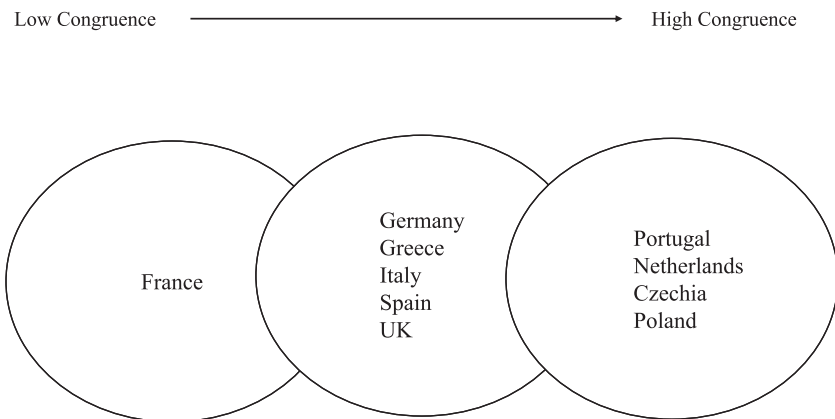 Low Congruence
High Congruence
France
Germany
Greece
Italy
Spain
UK
Portugal
Netherlands
Czechia
Poland